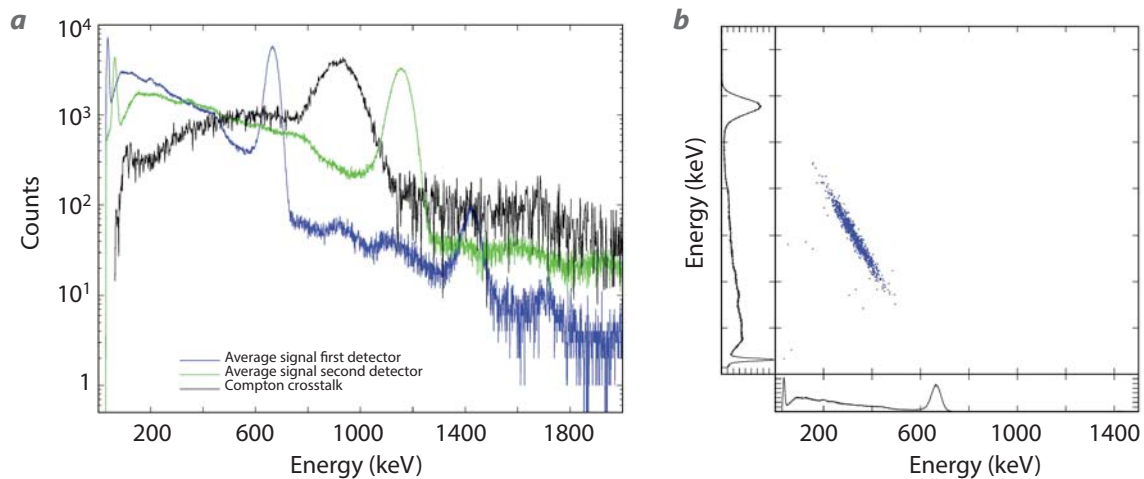 a
10^4
10^3
10^2
10^1
1
Counts
Average signal first detector
Average signal second detector
Compton crosstalk
200 600 1000 1400 1800
Energy (keV)
b
Energy (keV)
200 600 1000 1400
Energy (keV)